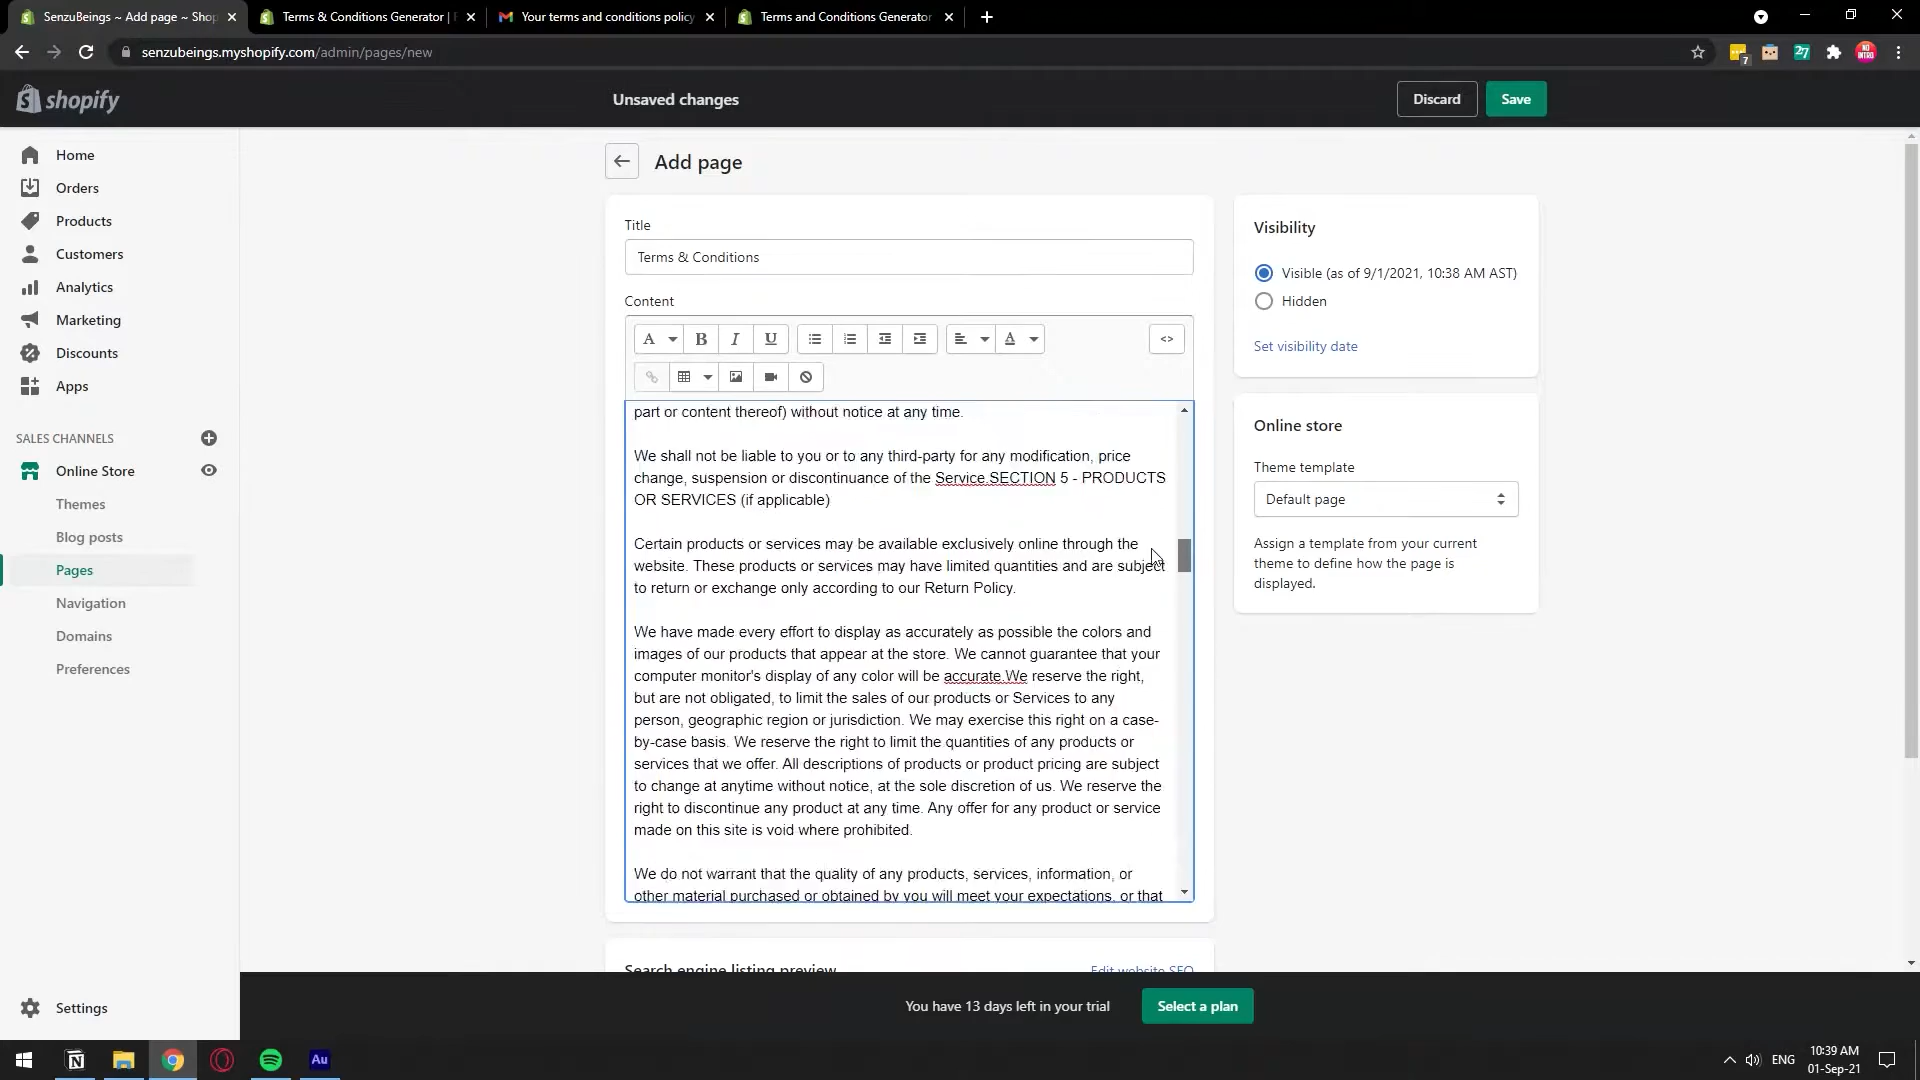 SenzuBeings ~ Add page ~ Shop
Terms & Conditions Generator |
Your terms and conditions policy
Terms and Conditions Generator
senzubeings.myshopify.com/admin/pages/new
7
27
NO INTRO
shopify
Unsaved changes
Discard
Save
Home
Orders
Products
Customers
Analytics
Marketing
Discounts
Apps
SALES CHANNELS
Online Store
Themes
Blog posts
Pages
Navigation
Domains
Preferences
Settings
Add page
Title
Terms & Conditions
Content
A B I U A <>
part or content thereof) without notice at any time.
We shall not be liable to you or to any third-party for any modification, price
change, suspension or discontinuance of the Service.SECTION 5 - PRODUCTS
OR SERVICES (if applicable)
Certain products or services may be available exclusively online through the
website. These products or services may have limited quantities and are subject
to return or exchange only according to our Return Policy.
We have made every effort to display as accurately as possible the colors and
images of our products that appear at the store. We cannot guarantee that your
computer monitor's display of any color will be accurate.We reserve the right,
but are not obligated, to limit the sales of our products or Services to any
person, geographic region or jurisdiction. We may exercise this right on a case-
by-case basis. We reserve the right to limit the quantities of any products or
services that we offer. All descriptions of products or product pricing are subject
to change at anytime without notice, at the sole discretion of us. We reserve the
right to discontinue any product at any time. Any offer for any product or service
made on this site is void where prohibited.
We do not warrant that the quality of any products, services, information, or
other material purchased or obtained by you will meet your expectations, or that
Search engine listing preview
Edit website SEO
Visibility
Visible (as of 9/1/2021, 10:38 AM AST)
Hidden
Set visibility date
Online store
Theme template
Default page
Assign a template from your current
theme to define how the page is
displayed.
You have 13 days left in your trial
Select a plan
Au
ENG
10:39 AM
01-Sep-21